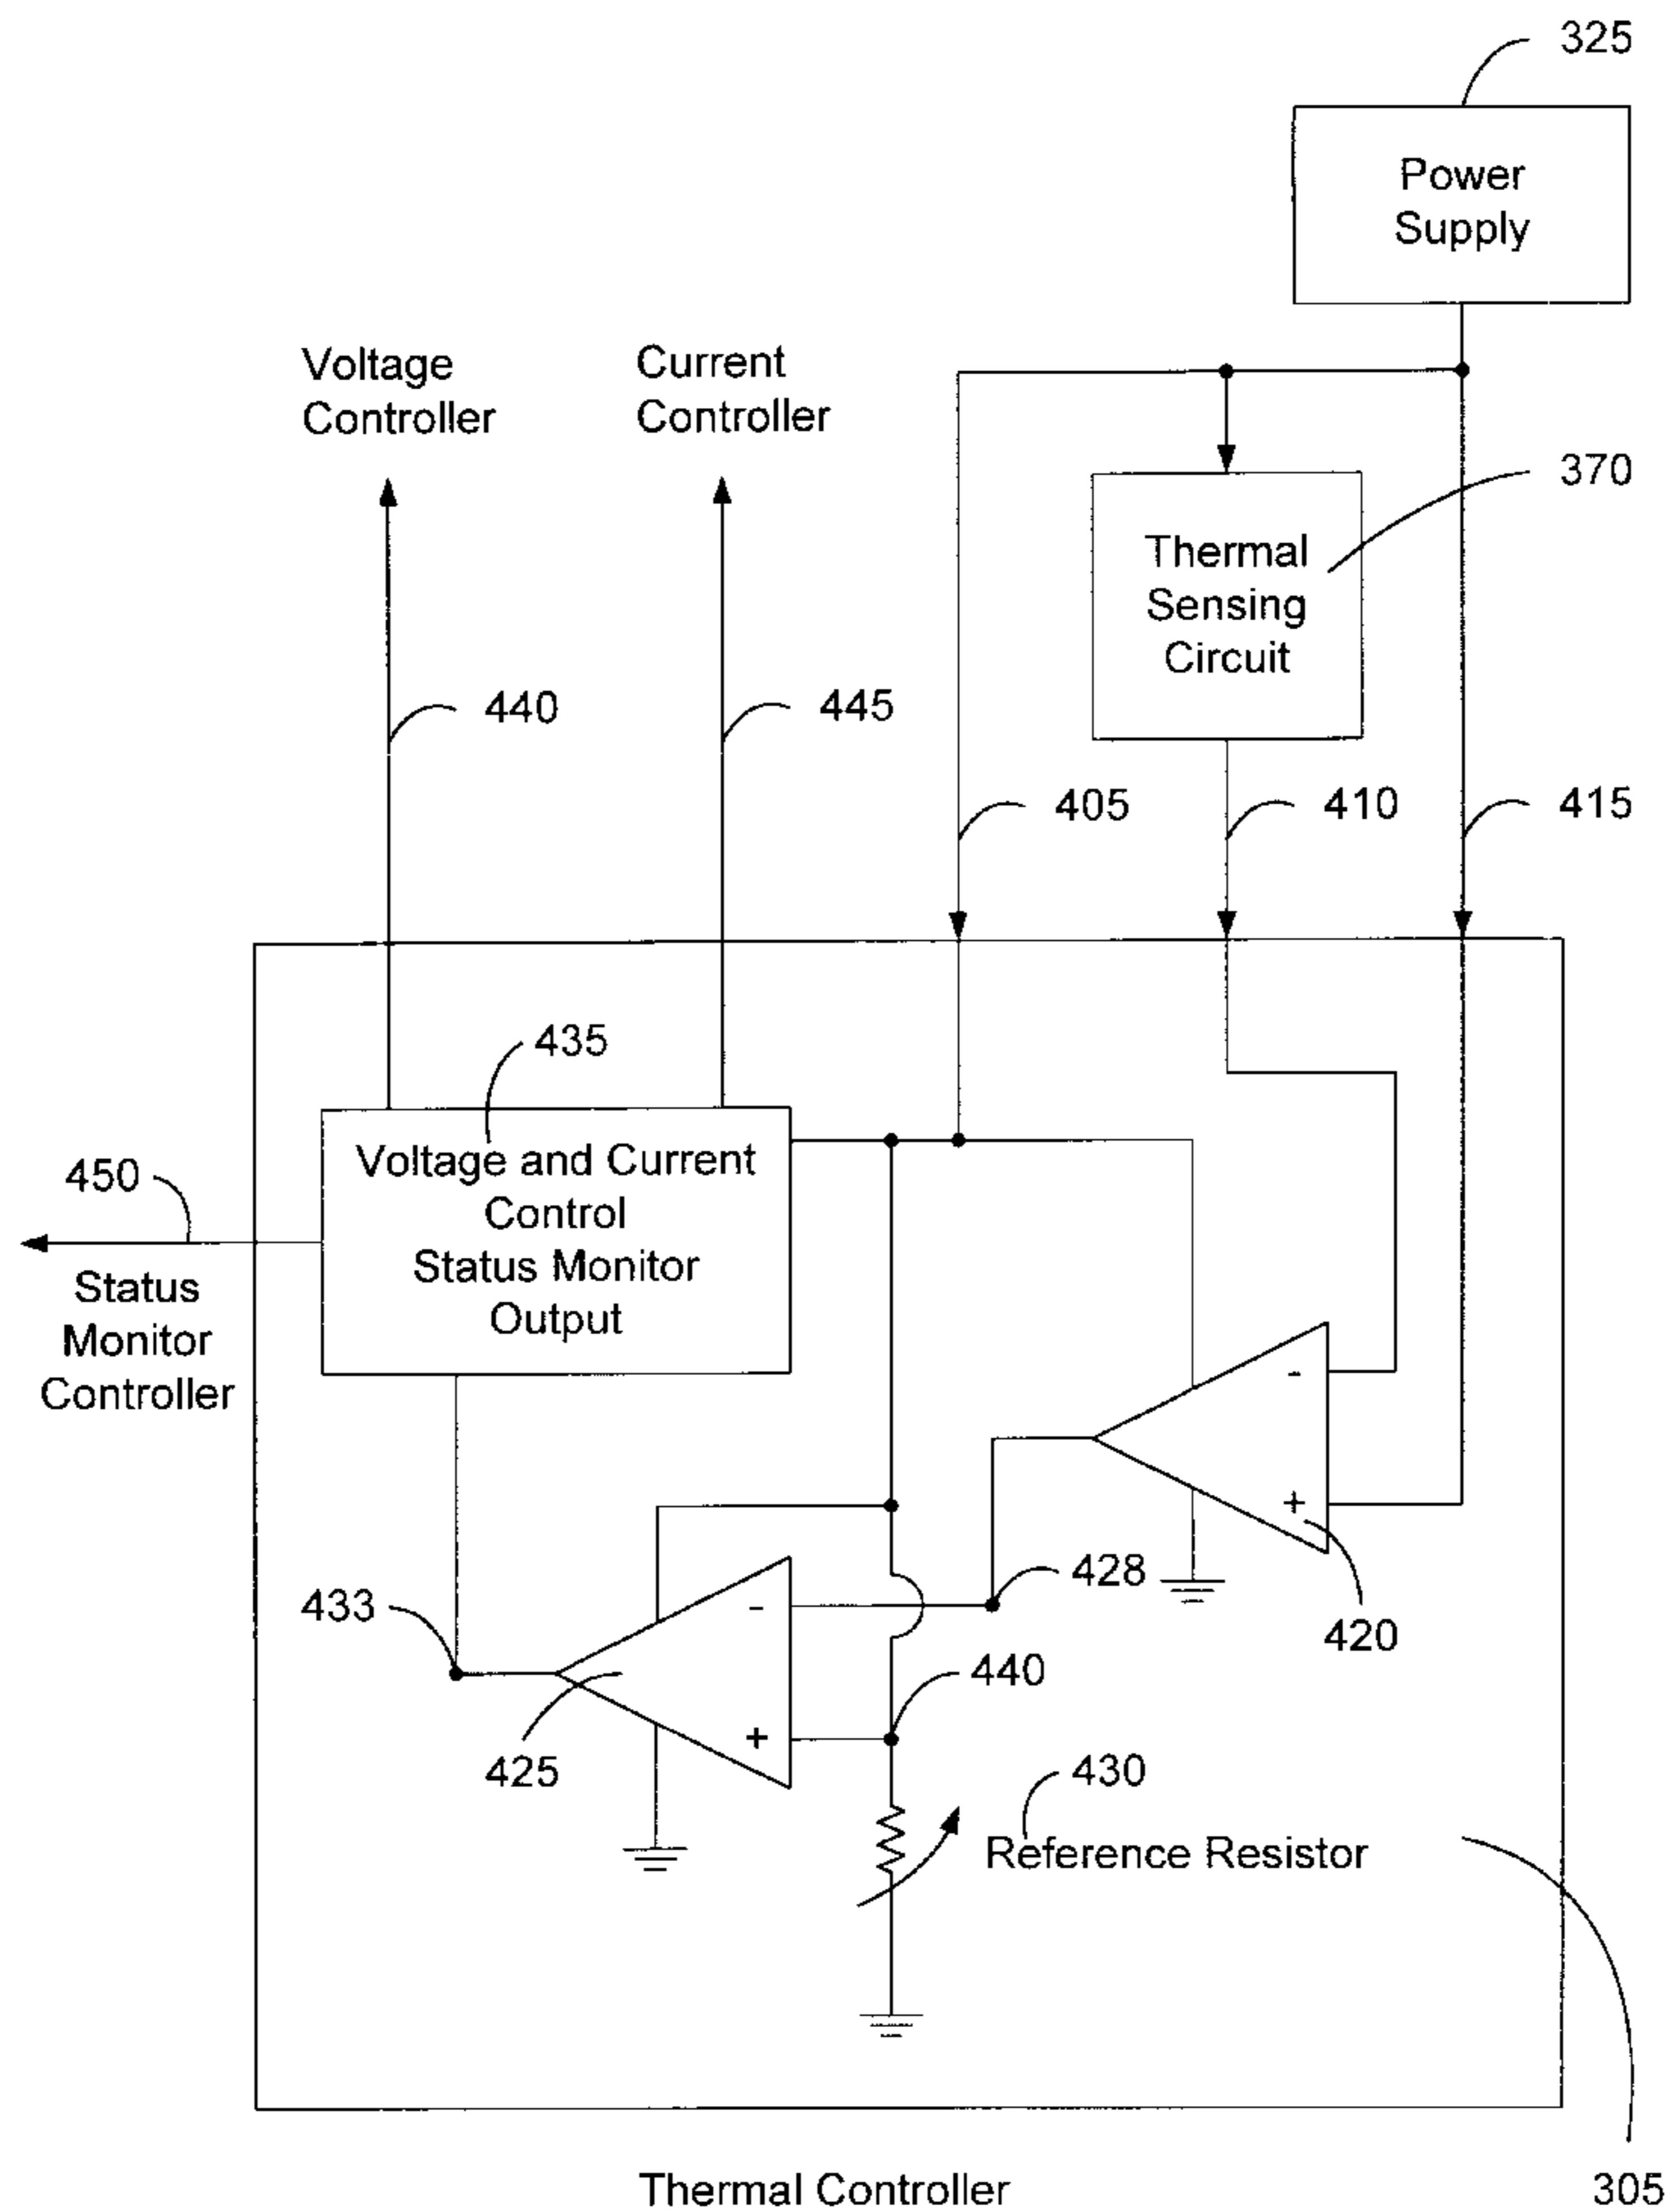 325
Power
Supply
Voltage
Controller
Current
Controller
370
Thermal
Sensing
Circuit
440
445
405
410
415
435
450
Voltage and Current
Control
Status Monitor
Output
Status
Monitor
Controller
-
+
420
428
433
-
+
440
425
430
Reference Resistor
Thermal Controller
305